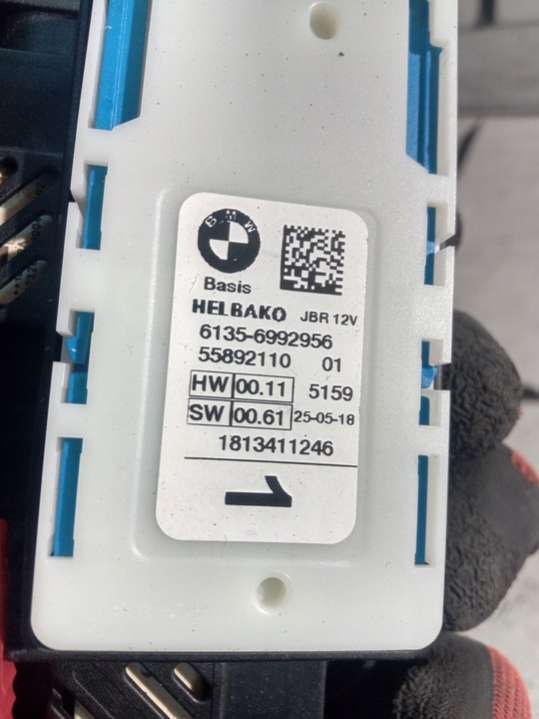 BMW
Basis
HELBAKO JBR 12V
6135-6992956
55892110 01
HW 00.11 5159
SW 00.61 25-05-18
1813411246
1